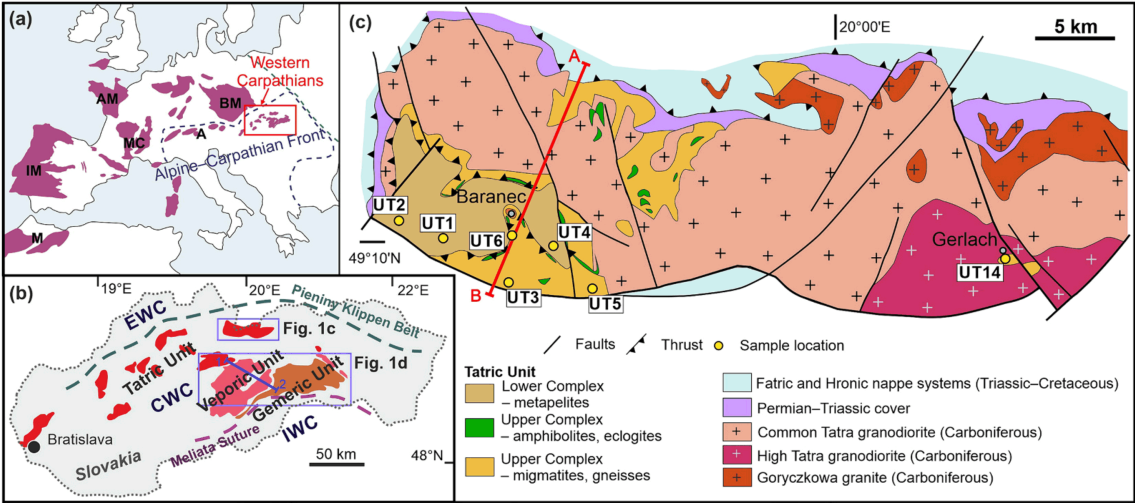 (a)
Western
Carpathians
AM
BM
MC
A
IM
Alpine–Carpathian Front
M
(b)
19°E
20°E
22°E
EWC
Pieniny Klippen Belt
Fig. 1c
Tatric Unit
Fig. 1d
CWC
Veporic Unit
2
Gemeric Unit
Bratislava
Meliata Suture
IWC
Slovakia
50 km
48°N
(c)
20°00'E
5 km
A
Baranec
UT2
UT1
UT6
UT4
49°10'N
B
UT3
UT5
Gerlach
UT14
Faults
Thrust
Sample location
Tatric Unit
Lower Complex
– metapelites
Upper Complex
– amphibolites, eclogites
Upper Complex
– migmatites, gneisses
Fatric and Hronic nappe systems (Triassic–Cretaceous)
Permian–Triassic cover
Common Tatra granodiorite (Carboniferous)
High Tatra granodiorite (Carboniferous)
Goryczkowa granite (Carboniferous)